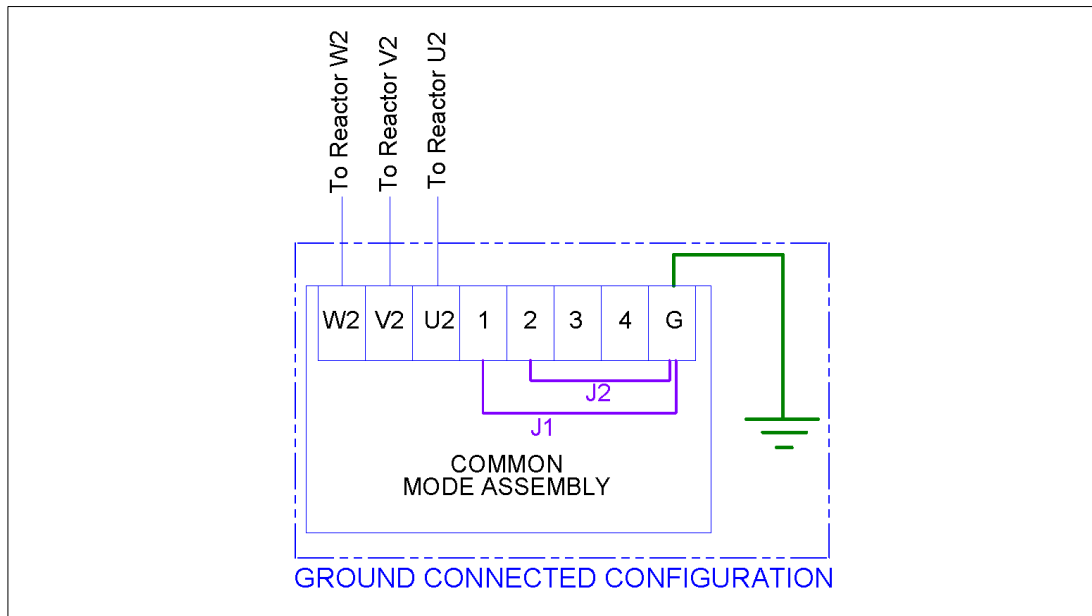 To Reactor W2
To Reactor V2
To Reactor U2
W2 V2 U2 1 2 3 4 G
J2
J1
COMMON
MODE ASSEMBLY
GROUND CONNECTED CONFIGURATION